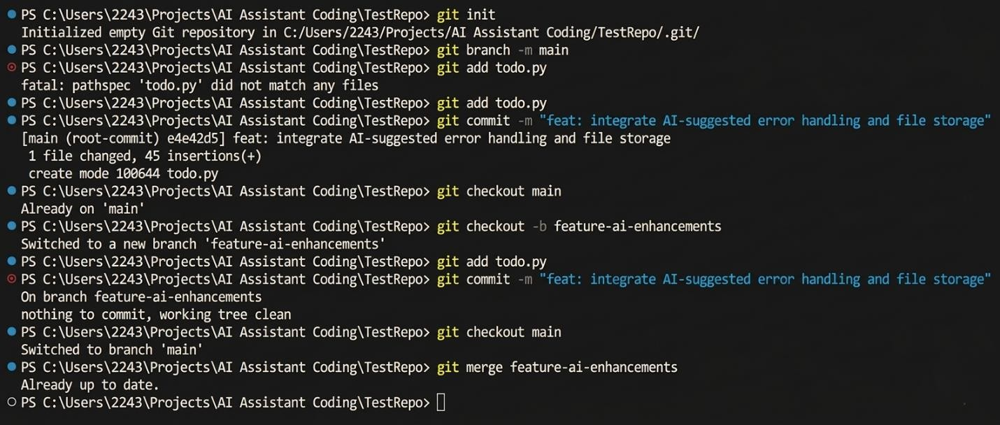 PS C:\Users\2243\Projects\AI Assistant Coding\TestRepo> git init
Initialized empty Git repository in C:/Users/2243/Projects/AI Assistant Coding/TestRepo/.git/
PS C:\Users\2243\Projects\AI Assistant Coding\TestRepo> git branch -m main
PS C:\Users\2243\Projects\AI Assistant Coding\TestRepo> git add todo.py
fatal: pathspec 'todo.py' did not match any files
PS C:\Users\2243\Projects\AI Assistant Coding\TestRepo> git add todo.py
PS C:\Users\2243\Projects\AI Assistant Coding\TestRepo> git commit -m "feat: integrate AI-suggested error handling and file storage"
[main (root-commit) e4e42d5] feat: integrate AI-suggested error handling and file storage
 1 file changed, 45 insertions(+)
 create mode 100644 todo.py
PS C:\Users\2243\Projects\AI Assistant Coding\TestRepo> git checkout main
Already on 'main'
PS C:\Users\2243\Projects\AI Assistant Coding\TestRepo> git checkout -b feature-ai-enhancements
Switched to a new branch 'feature-ai-enhancements'
PS C:\Users\2243\Projects\AI Assistant Coding\TestRepo> git add todo.py
PS C:\Users\2243\Projects\AI Assistant Coding\TestRepo> git commit -m "feat: integrate AI-suggested error handling and file storage"
On branch feature-ai-enhancements
nothing to commit, working tree clean
PS C:\Users\2243\Projects\AI Assistant Coding\TestRepo> git checkout main
Switched to branch 'main'
PS C:\Users\2243\Projects\AI Assistant Coding\TestRepo> git merge feature-ai-enhancements
Already up to date.
PS C:\Users\2243\Projects\AI Assistant Coding\TestRepo>